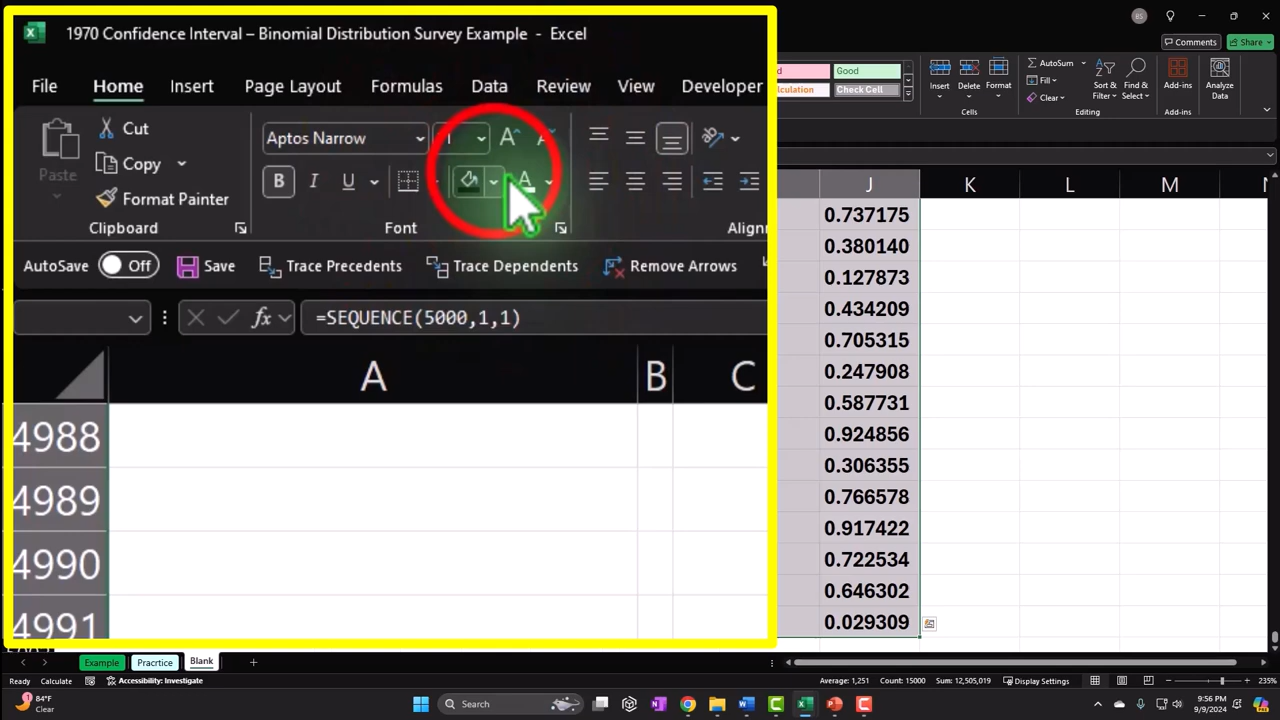 1970 Confidence Interval – Binomial Distribution Survey Example - Excel
BS
Comments
Share
File Home Insert Page Layout Formulas Data Review View Developer
Good
Check Cell
Insert
Delete
Format
Cells
AutoSum
Fill
Clear
Sort &
Filter
Find &
Select
Editing
Add-ins
Add-ins
Analyze
Data
Paste
Cut
Copy
Format Painter
Clipboard
Aptos Narrow
B I U
Font
AutoSave Off Save Trace Precedents Trace Dependents Remove Arrows
fx =SEQUENCE(5000,1,1)
A B C
J K L M N
4988
4989
4990
4991
0.737175
0.380140
0.127873
0.434209
0.705315
0.247908
0.587731
0.924856
0.306355
0.766578
0.917422
0.722534
0.646302
0.029309
Example Practice Blank
Ready Calculate Accessibility: Investigate
Average: 1,251 Count: 15000 Sum: 12,505,019 Display Settings 235%
84°F
Clear
Search
9:56 PM
9/9/2024